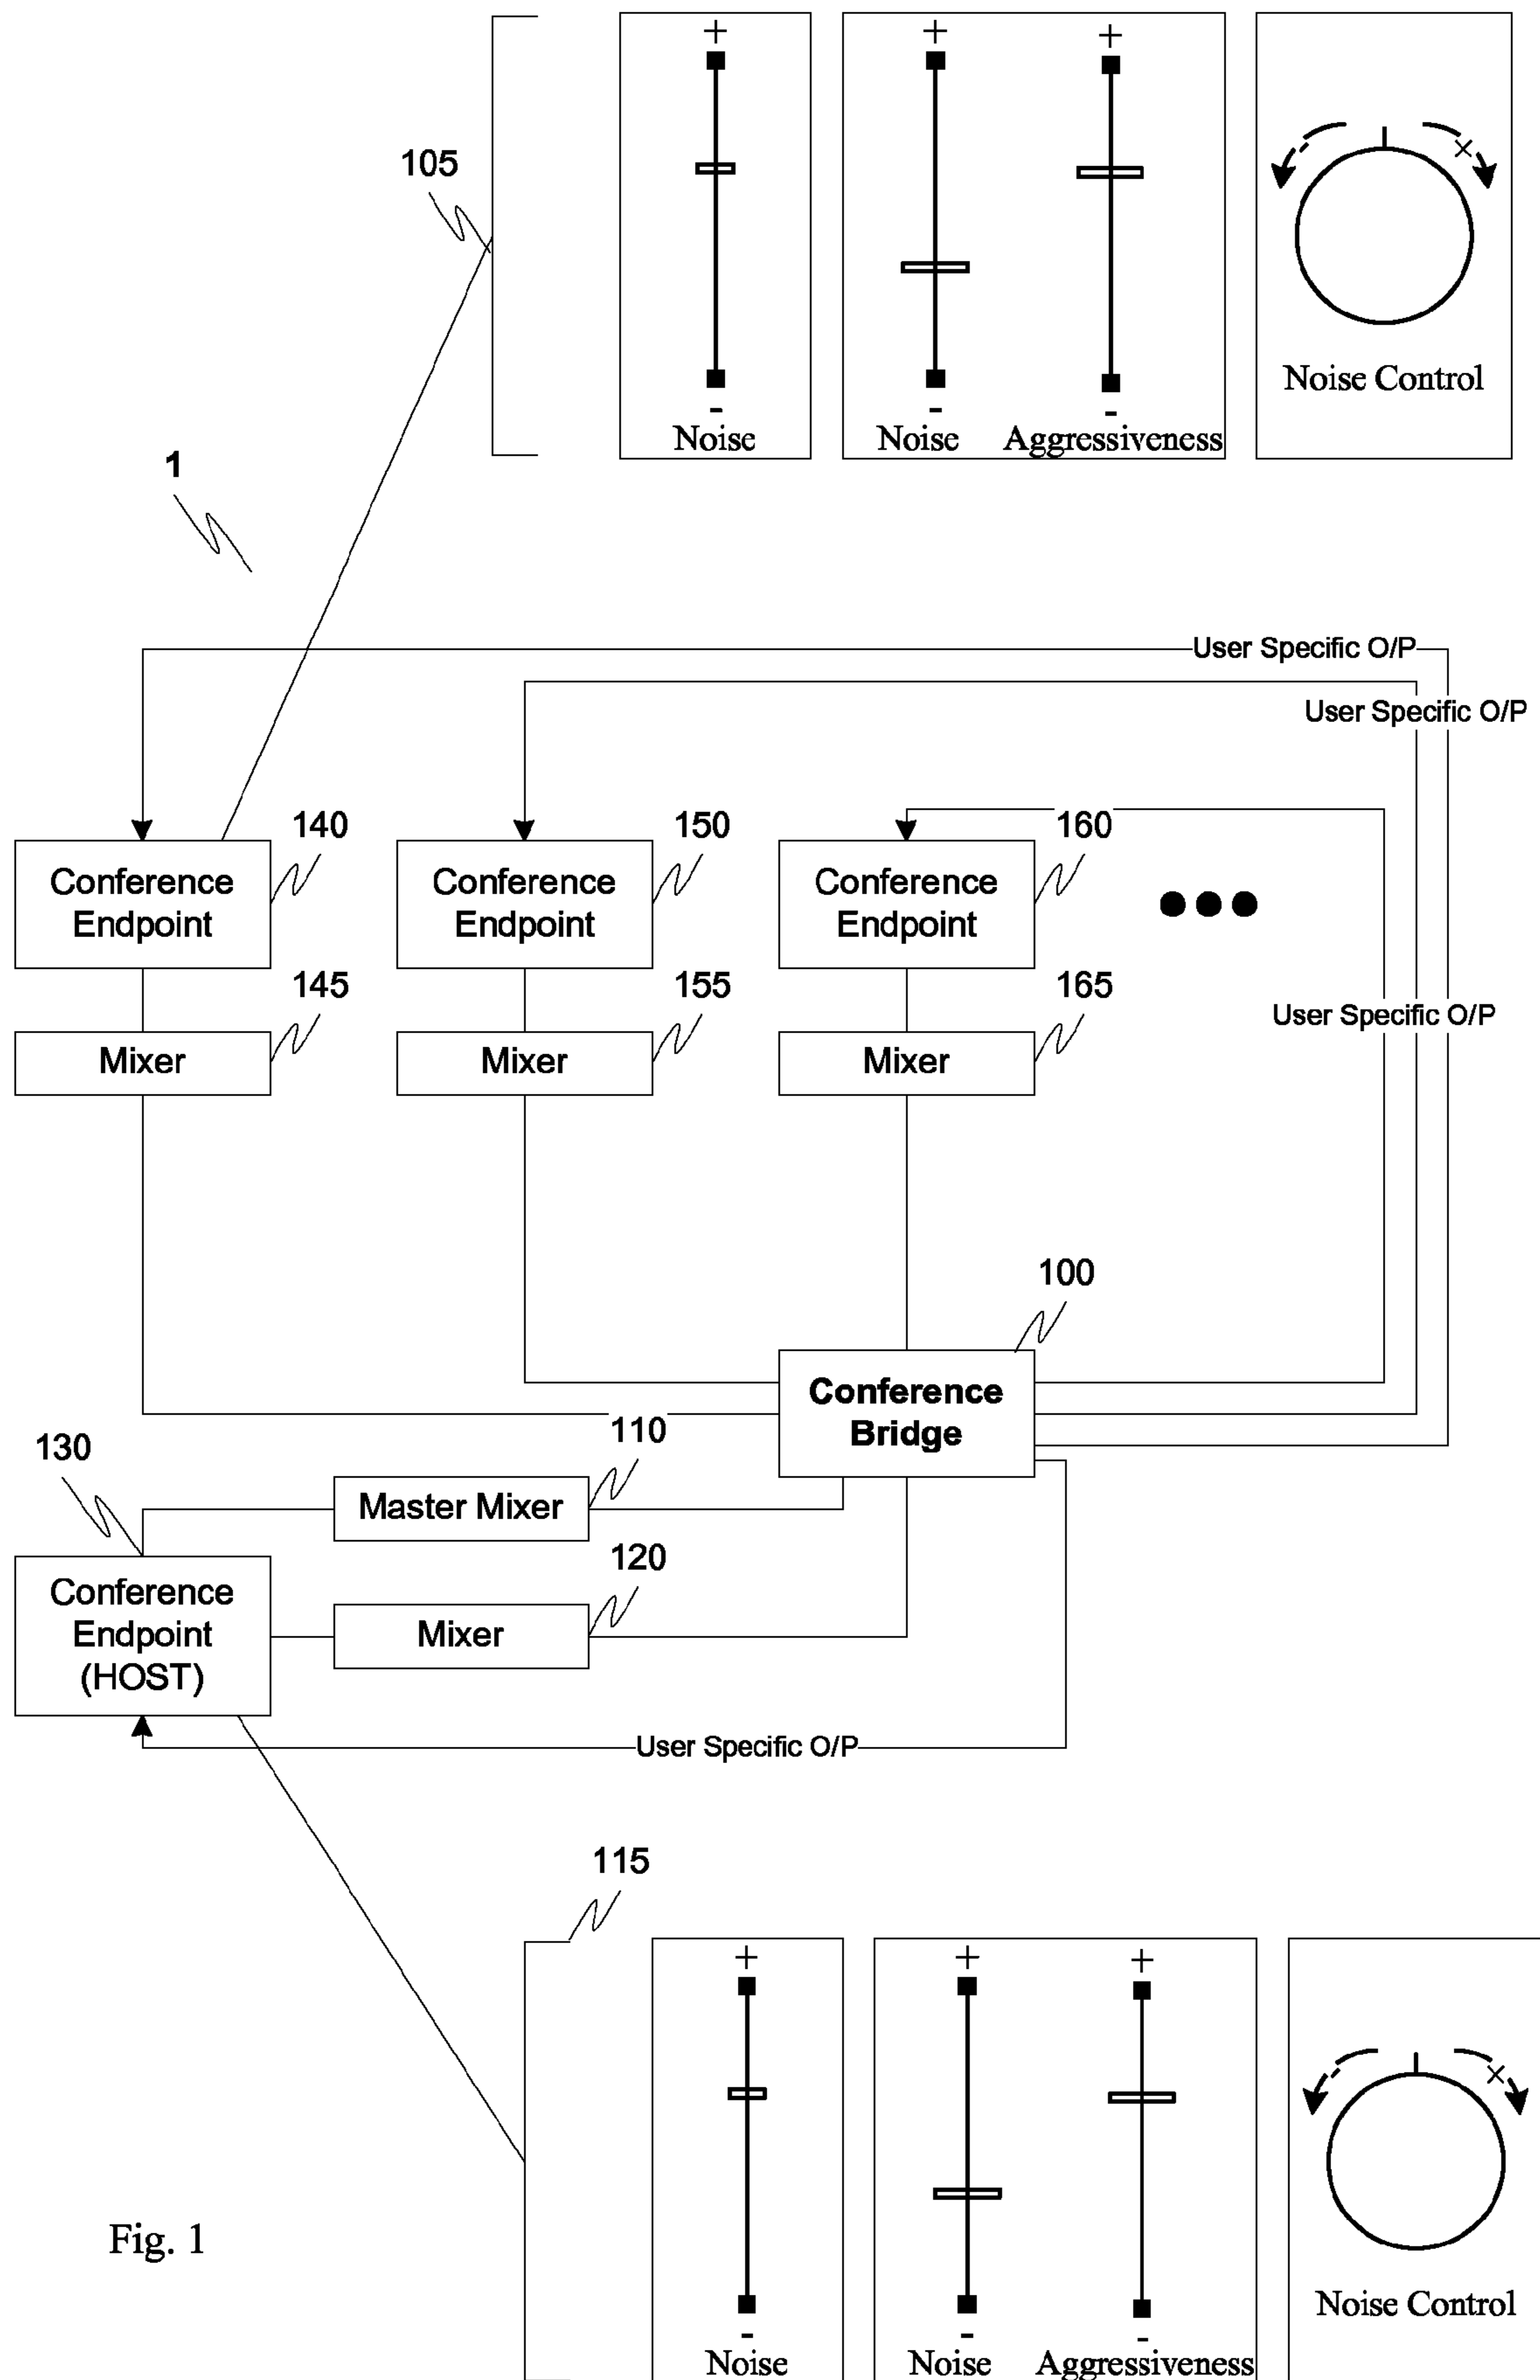 +
+
+
105
-
-
-
Noise
Noise
Aggressiveness
Noise Control
1
User Specific O/P
User Specific O/P
140
150
160
Conference
Endpoint
Conference
Endpoint
Conference
Endpoint
145
155
165
User Specific O/P
Mixer
Mixer
Mixer
100
Conference
Bridge
110
130
Master Mixer
120
Conference
Endpoint
(HOST)
Mixer
User Specific O/P
115
+
+
+
Fig. 1
Noise Control
-
-
-
Noise
Noise
Aggressiveness